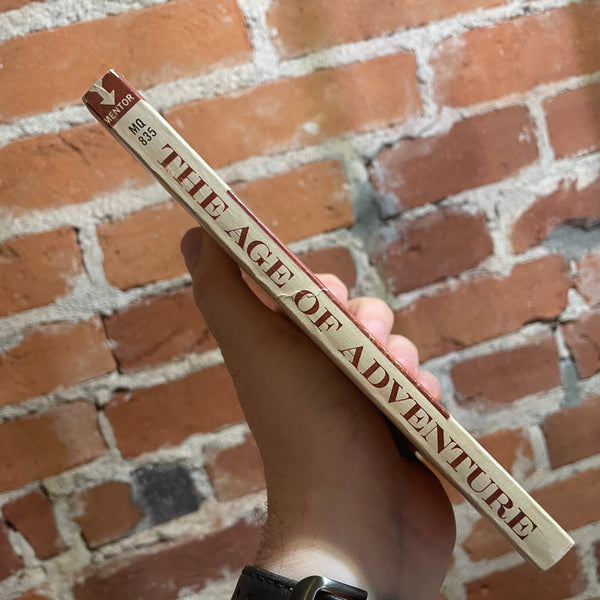 MENTOR
MQ
835
THE AGE OF ADVENTURE